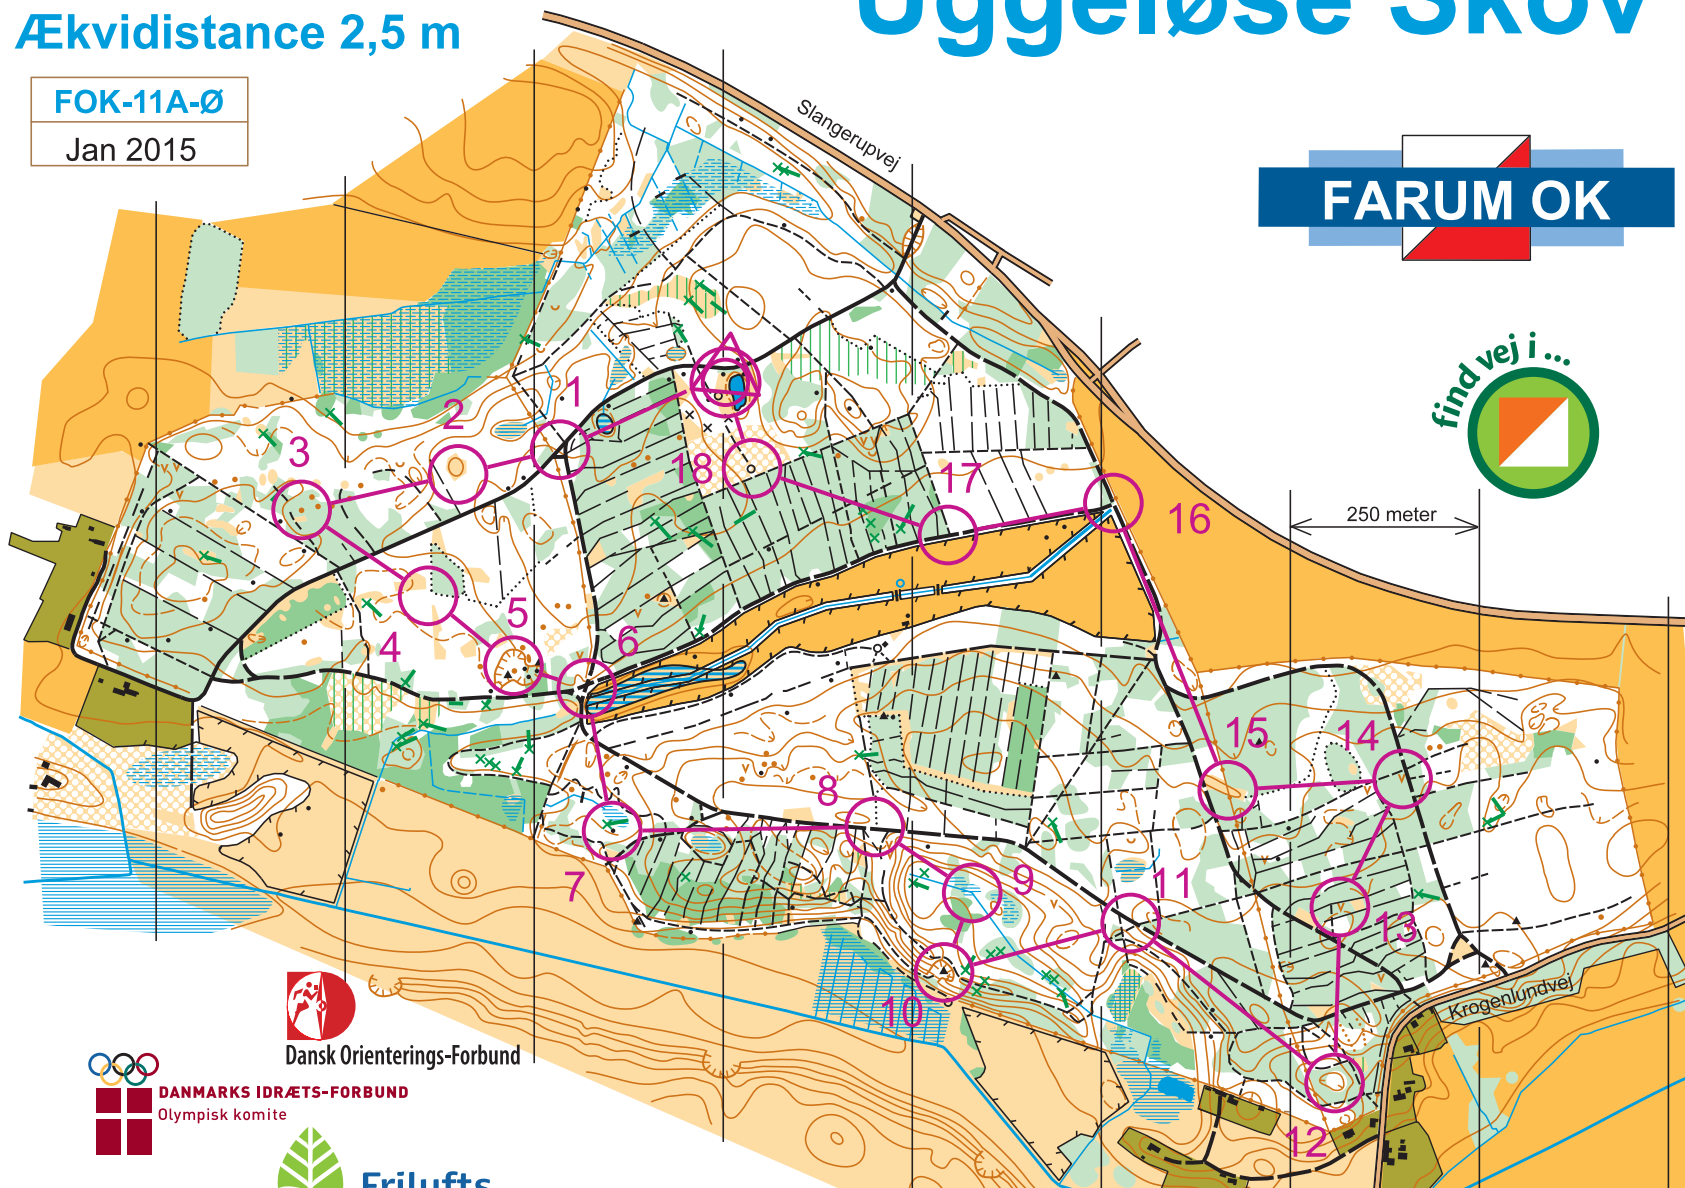 Ækvidistance 2,5 m
Uggeløse Skov
FOK-11A-Ø
Jan 2015
Slangerupvej
FARUM OK
find vej i ...
250 meter
1
2
3
4
5
6
7
8
9
10
11
12
13
14
15
16
17
18
Krogenlundvej
Dansk Orienterings-Forbund
DANMARKS IDRÆTS-FORBUND
Olympisk komite
Frilufts